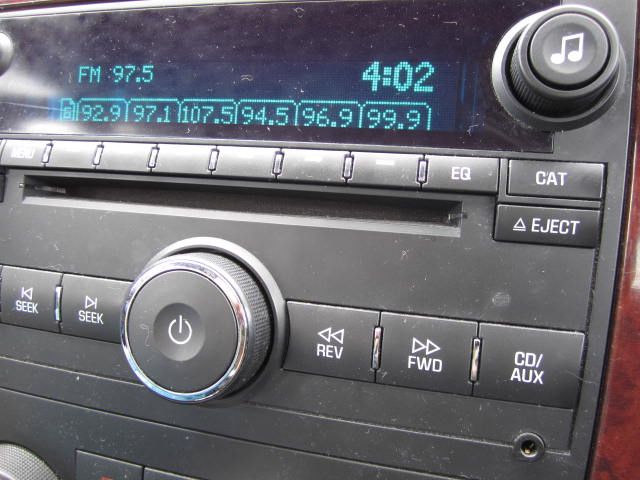 FM 97.5 4:02
92.9 97.1 107.5 94.5 96.9 99.9
MENU EQ CAT
EJECT
SEEK SEEK REV FWD CD/
AUX